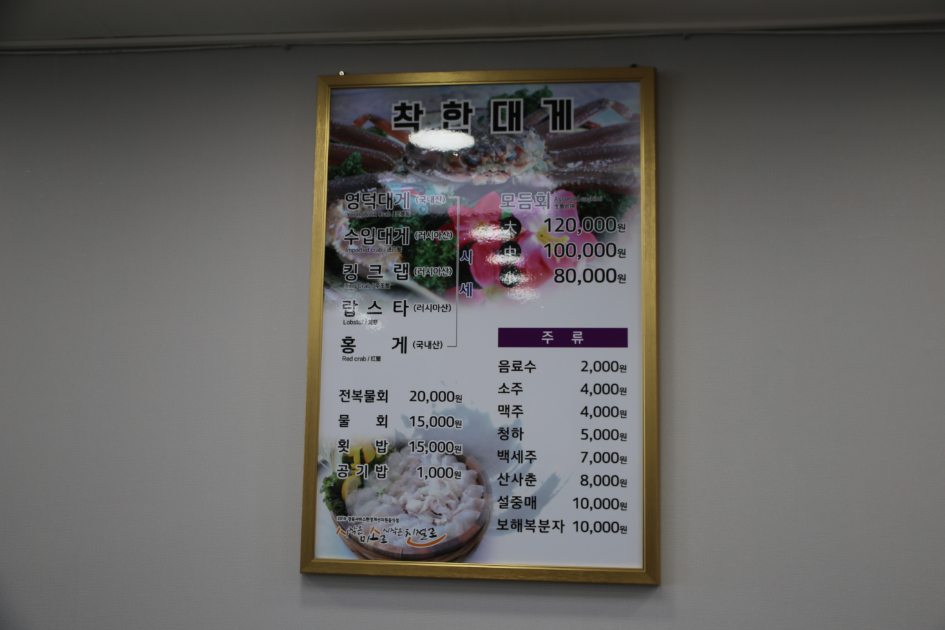 착한대게
영덕대게 (국내산)
수입대게 (러시아산)
킹크랩 (러시아산)
랍스타 (러시아산)
Lobster
홍게 (국내산)
Red crab / 紅蟹
시세
모듬회
大 120,000원
中 100,000원
80,000원
전복물회 20,000원
물회 15,000원
횟밥 15,000원
공기밥 1,000원
주류
음료수 2,000원
소주 4,000원
맥주 4,000원
청하 5,000원
백세주 7,000원
산사춘 8,000원
설중매 10,000원
보해복분자 10,000원